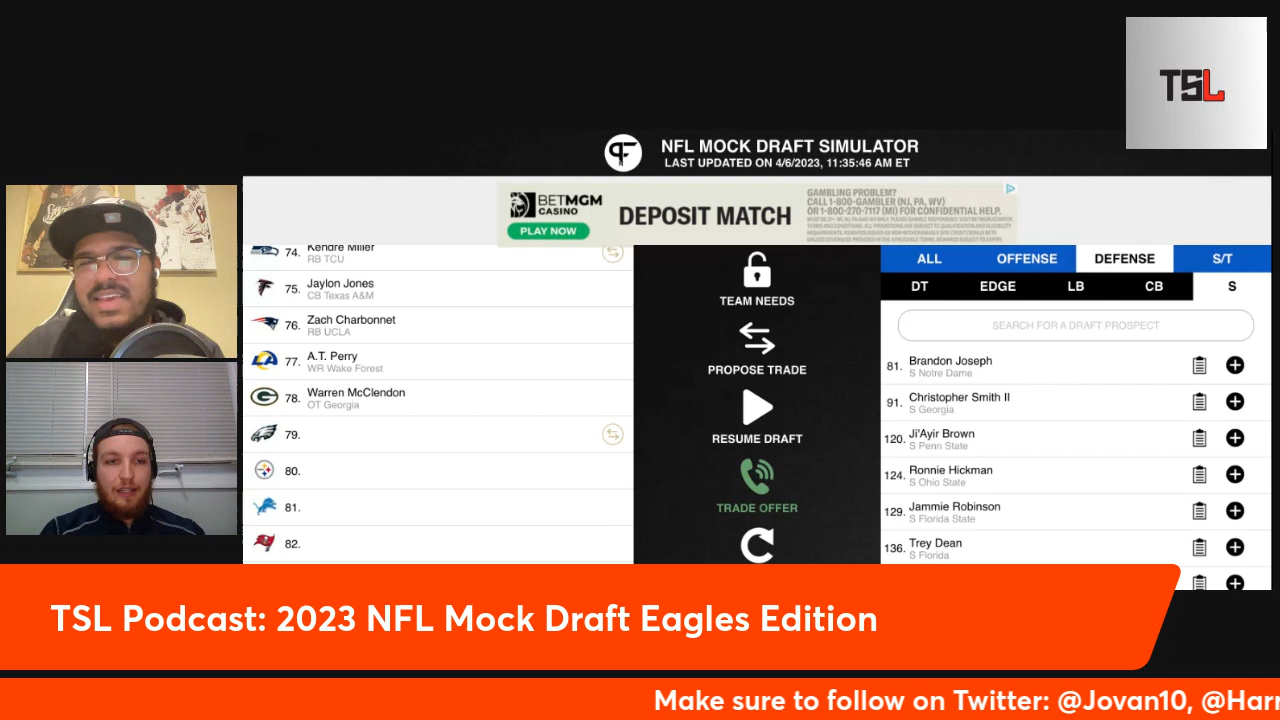 TSL
NFL MOCK DRAFT SIMULATOR
LAST UPDATED ON 4/6/2023, 11:35:46 AM ET
BETMGM
CASINO
PLAY NOW
DEPOSIT MATCH
GAMBLING PROBLEM?
CALL 1-800-GAMBLER (NJ, PA, WV)
OR 1-800-270-7117 (MI) FOR CONFIDENTIAL HELP.
74. Kendre Miller
RB TCU
75. Jaylon Jones
CB Texas A&M
76. Zach Charbonnet
RB UCLA
77. A.T. Perry
WR Wake Forest
78. Warren McClendon
OT Georgia
79.
80.
81.
82.
TEAM NEEDS
PROPOSE TRADE
RESUME DRAFT
TRADE OFFER
ALL OFFENSE DEFENSE S/T
DT EDGE LB CB S
SEARCH FOR A DRAFT PROSPECT
81. Brandon Joseph
S Notre Dame
91. Christopher Smith II
S Georgia
120. Ji'Ayir Brown
S Penn State
124. Ronnie Hickman
S Ohio State
129. Jammie Robinson
S Florida State
136. Trey Dean
S Florida
TSL Podcast: 2023 NFL Mock Draft Eagles Edition
Make sure to follow on Twitter: @Jovan10, @Harr